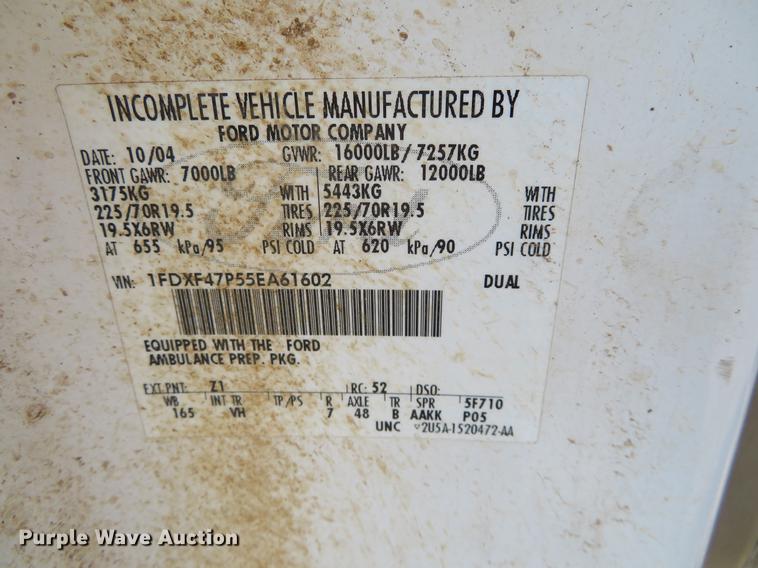 INCOMPLETE VEHICLE MANUFACTURED BY
FORD MOTOR COMPANY
DATE: 10/04 GVWR: 16000LB/7257KG
FRONT GAWR: 7000LB REAR GAWR: 12000LB
3175KG WITH 5443KG WITH
225/70R19.5 TIRES 225/70R19.5 TIRES
19.5X6RW RIMS 19.5X6RW RIMS
AT 655 kPa/95 PSI COLD AT 620 kPa/90 PSI COLD
VIN: 1FDXF47P55EA61602 DUAL
EQUIPPED WITH THE FORD
AMBULANCE PREP. PKG.
EXT PNT: Z1 RC: 52 DSO:
WB INT TR TP/PS R AXLE TR SPR 5F710
165 VH 7 48 B AAKK P05
UNC 2U5A-1520472-AA
Purple Wave Auction